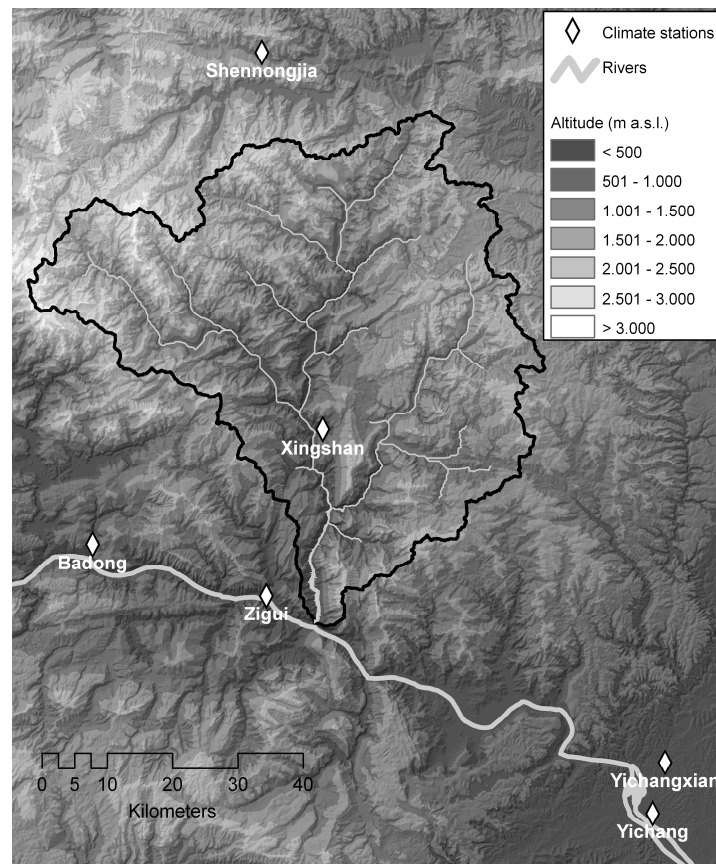 Climate stations
Rivers
Altitude (m a.s.l.)
< 500
501 - 1.000
1.001 - 1.500
1.501 - 2.000
2.001 - 2.500
2.501 - 3.000
> 3.000
Shennongjia
Xingshan
Badong
Zigui
Yichangxian
Yichang
0 5 10 20 30 40
Kilometers